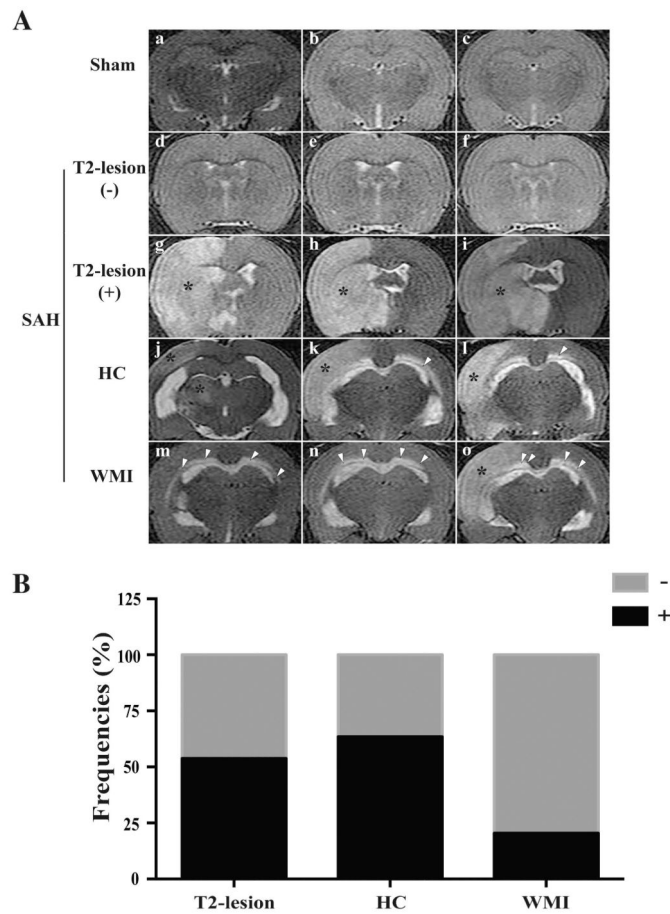 A
Sham
a
b
c
T2-lesion
(-)
d
e
f
SAH
T2-lesion
(+)
g
h
i
*
*
*
HC
j
k
l
*
*
*
*
WMI
m
n
o
*
B
-
+
Frequencies (%)
125
100
75
50
25
0
T2-lesion
HC
WMI